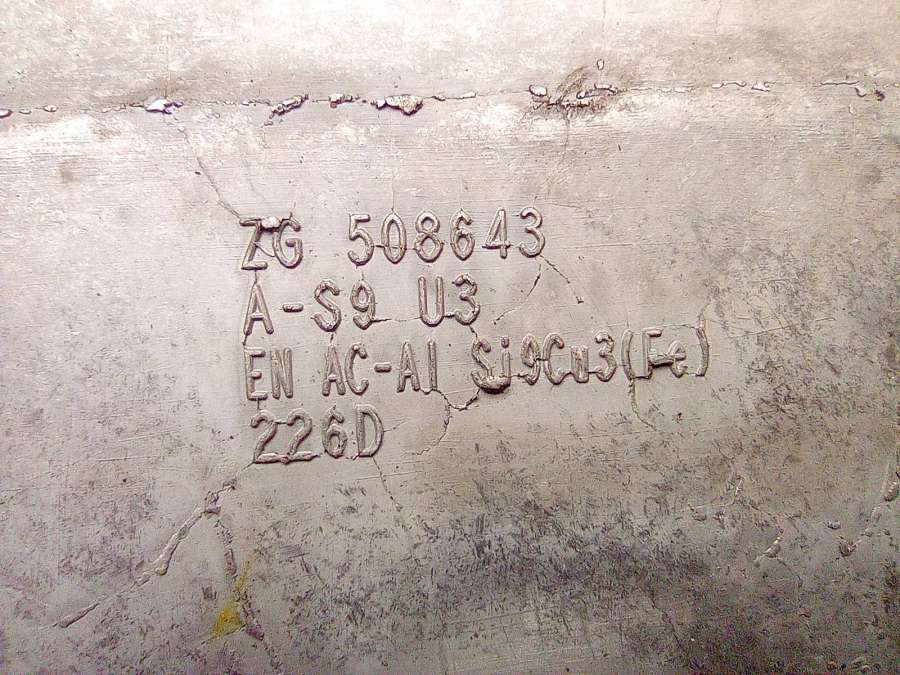 ZG 508643
A-S9 U3
EN AC-Al Si9Cu3(Fe)
226D